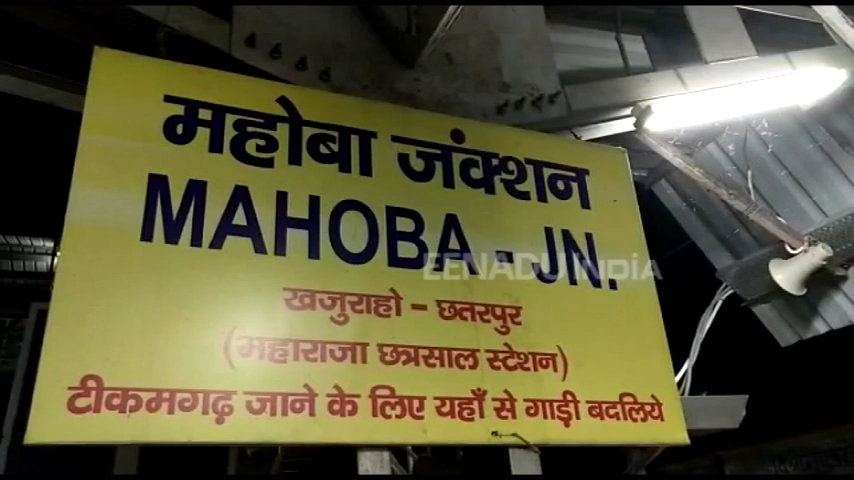 महोबा जंक्शन
MAHOBA - JN.
EENADU India
खजुराहो - छतरपुर
(महाराजा छत्रसाल स्टेशन)
टीकमगढ़ जाने के लिए यहाँ से गाड़ी बदलिये